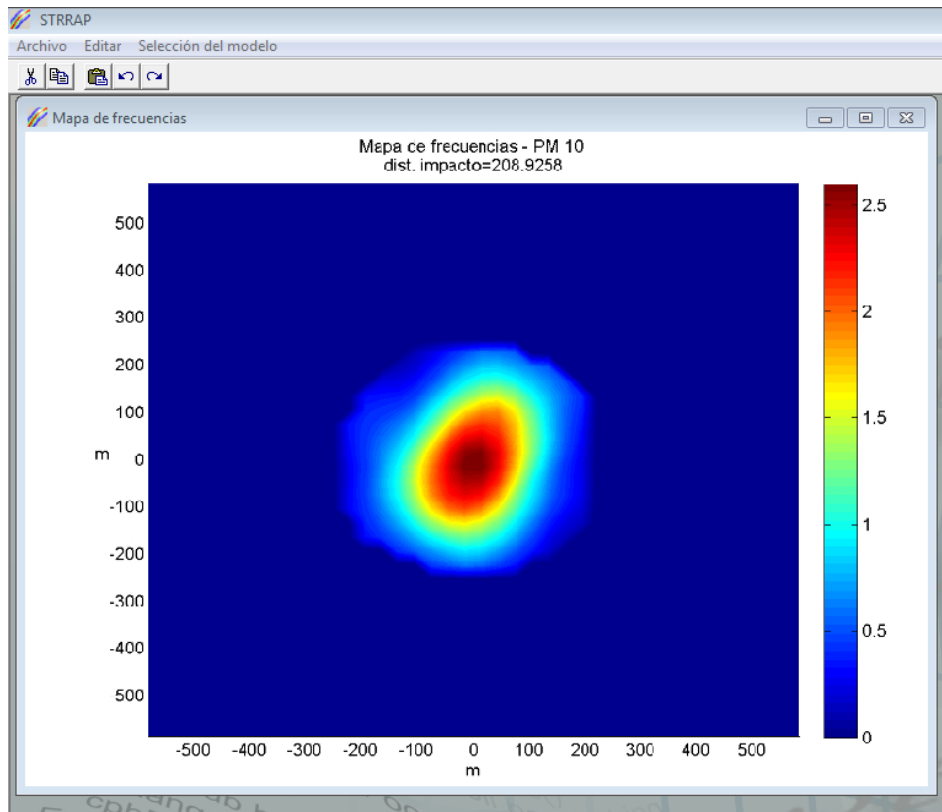 STRRAP
Archivo Editar Selección del modelo
Mapa de frecuencias
Mapa ce frecuencias - PM 10
dist. impacto=208.9258
500
400
300
200
100
m
0
-100
-200
-300
-400
500
-500 -400 -300 -200 -100 0 100 200 300 400 500
m
2.5
2
1.5
1
0.5
0